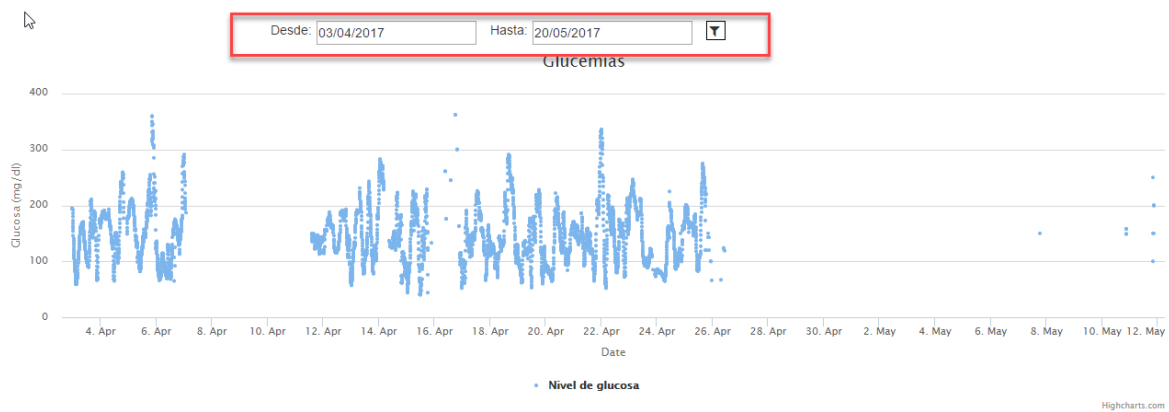 Desde: 03/04/2017 Hasta: 20/05/2017
Glucemias
400
300
200
100
0
Glucosa (mg/dl)
4. Apr 6. Apr 8. Apr 10. Apr 12. Apr 14. Apr 16. Apr 18. Apr 20. Apr 22. Apr 24. Apr 26. Apr 28. Apr 30. Apr 2. May 4. May 6. May 8. May 10. May 12. May
Date
Nivel de glucosa
Highcharts.com